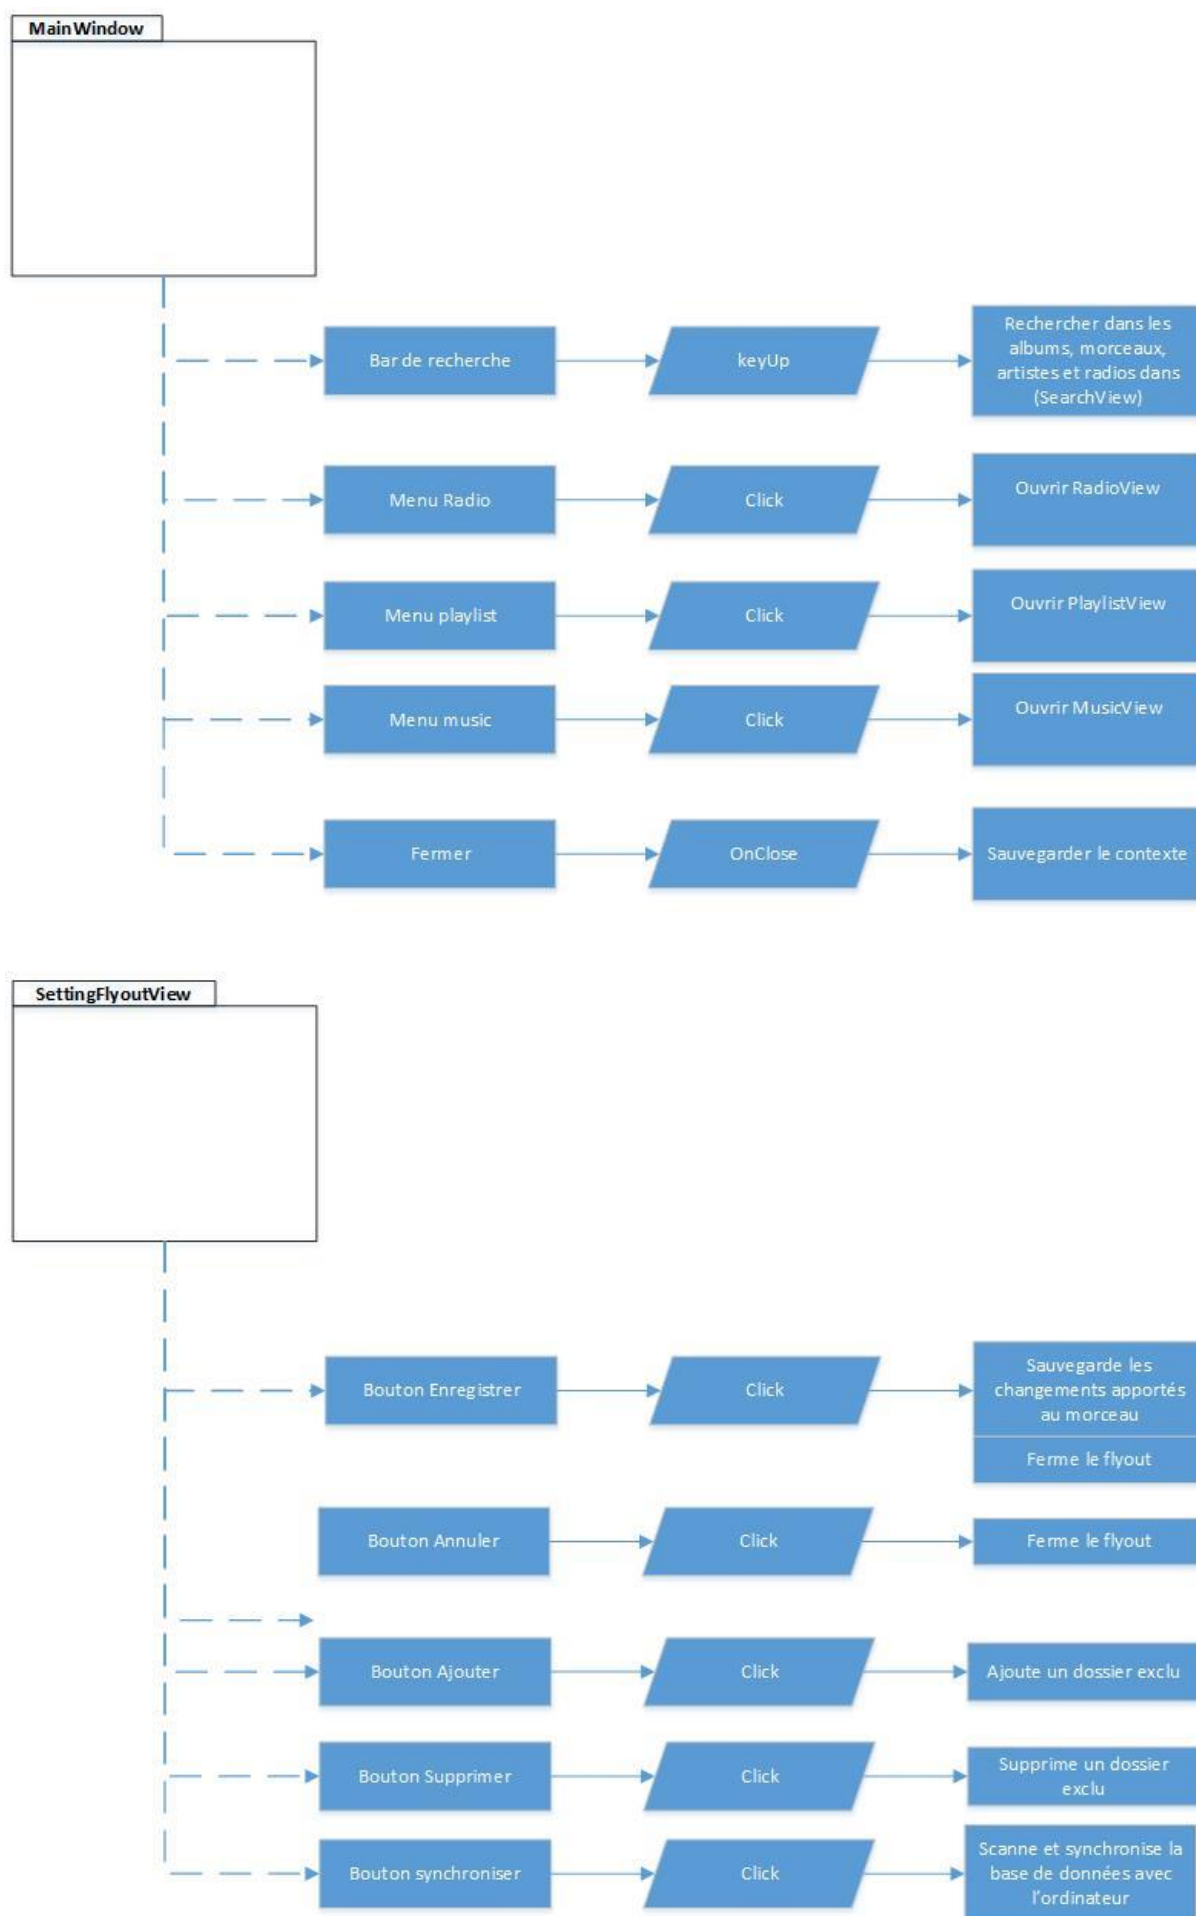 MainWindow
Bar de recherche
keyUp
Rechercher dans les
albums, morceaux,
artistes et radios dans
(SearchView)
Menu Radio
Click
Ouvrir RadioView
Menu playlist
Click
Ouvrir PlaylistView
Menu music
Click
Ouvrir MusicView
Fermer
OnClose
Sauvegarder le contexte
SettingFlyoutView
Bouton Enregistrer
Click
Sauvegarde les
changements apportés
au morceau
Ferme le flyout
Bouton Annuler
Click
Ferme le flyout
Bouton Ajouter
Click
Ajoute un dossier exclu
Bouton Supprimer
Click
Supprime un dossier
exclu
Bouton synchroniser
Click
Scanne et synchronise la
base de données avec
l'ordinateur